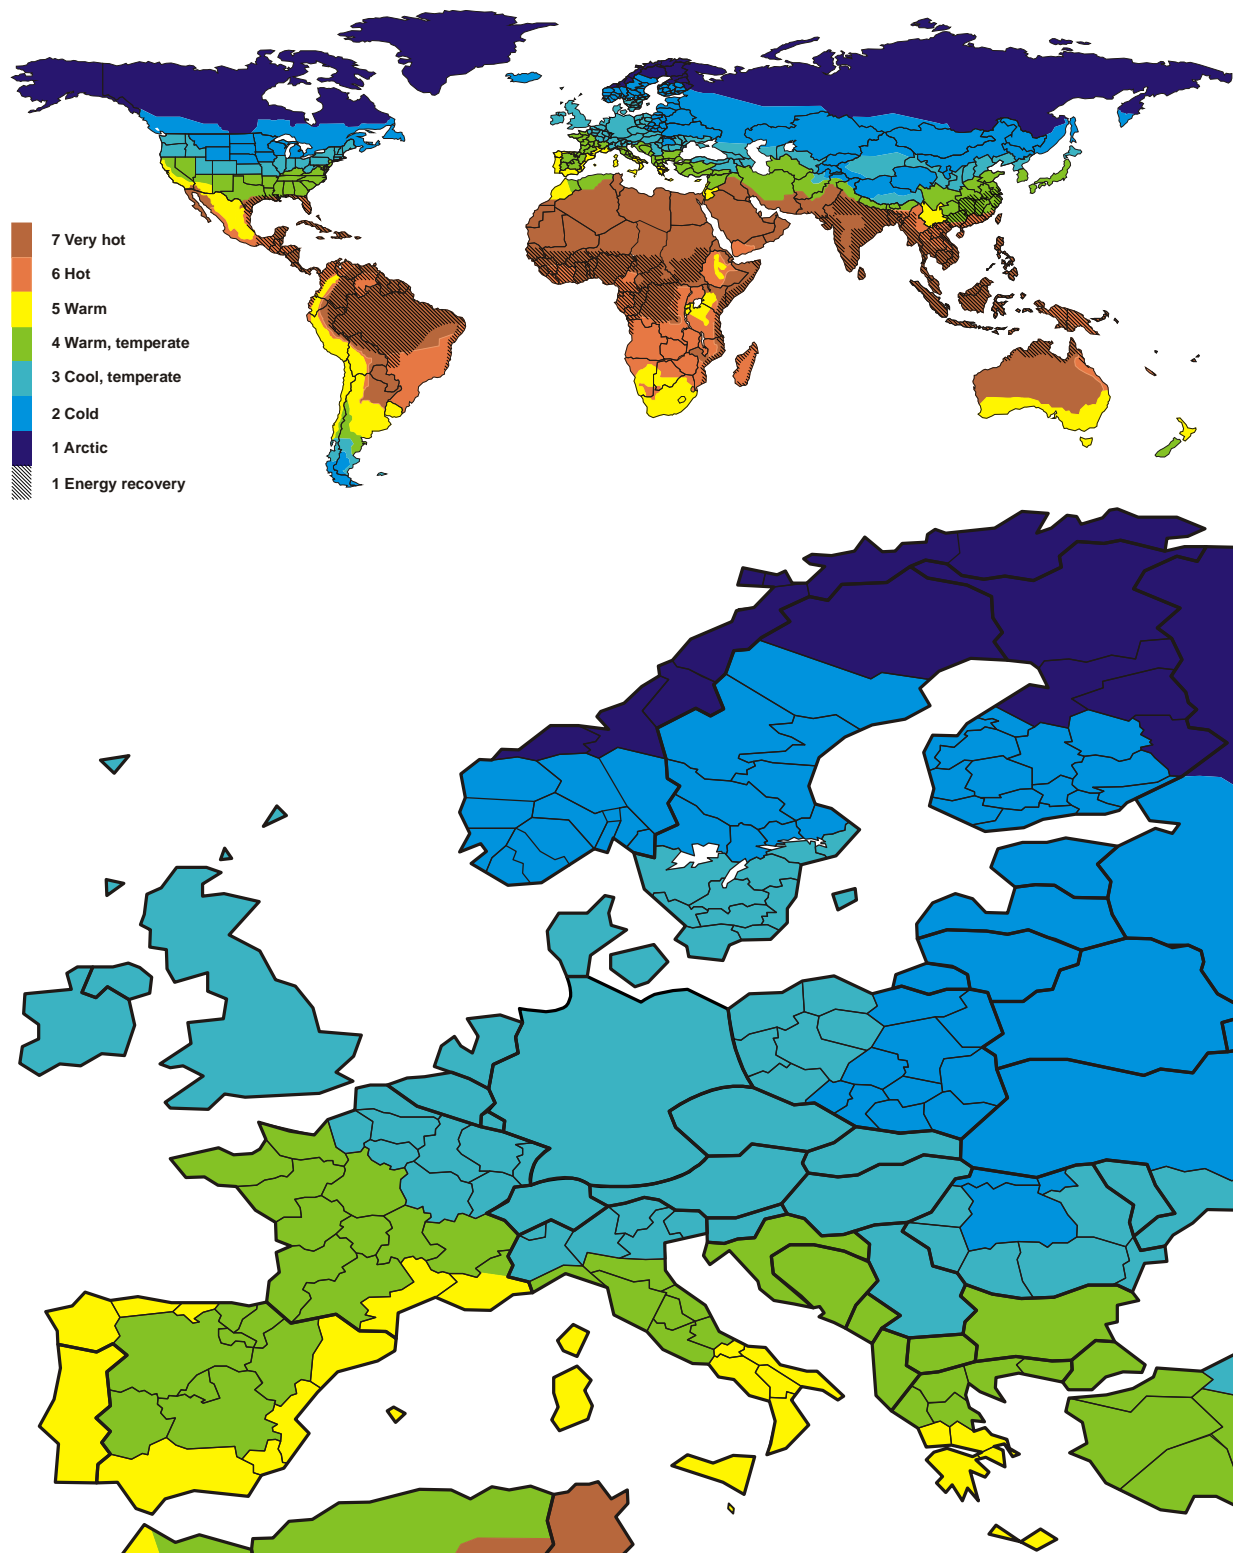 7 Very hot
6 Hot
5 Warm
4 Warm, temperate
3 Cool, temperate
2 Cold
1 Arctic
1 Energy recovery